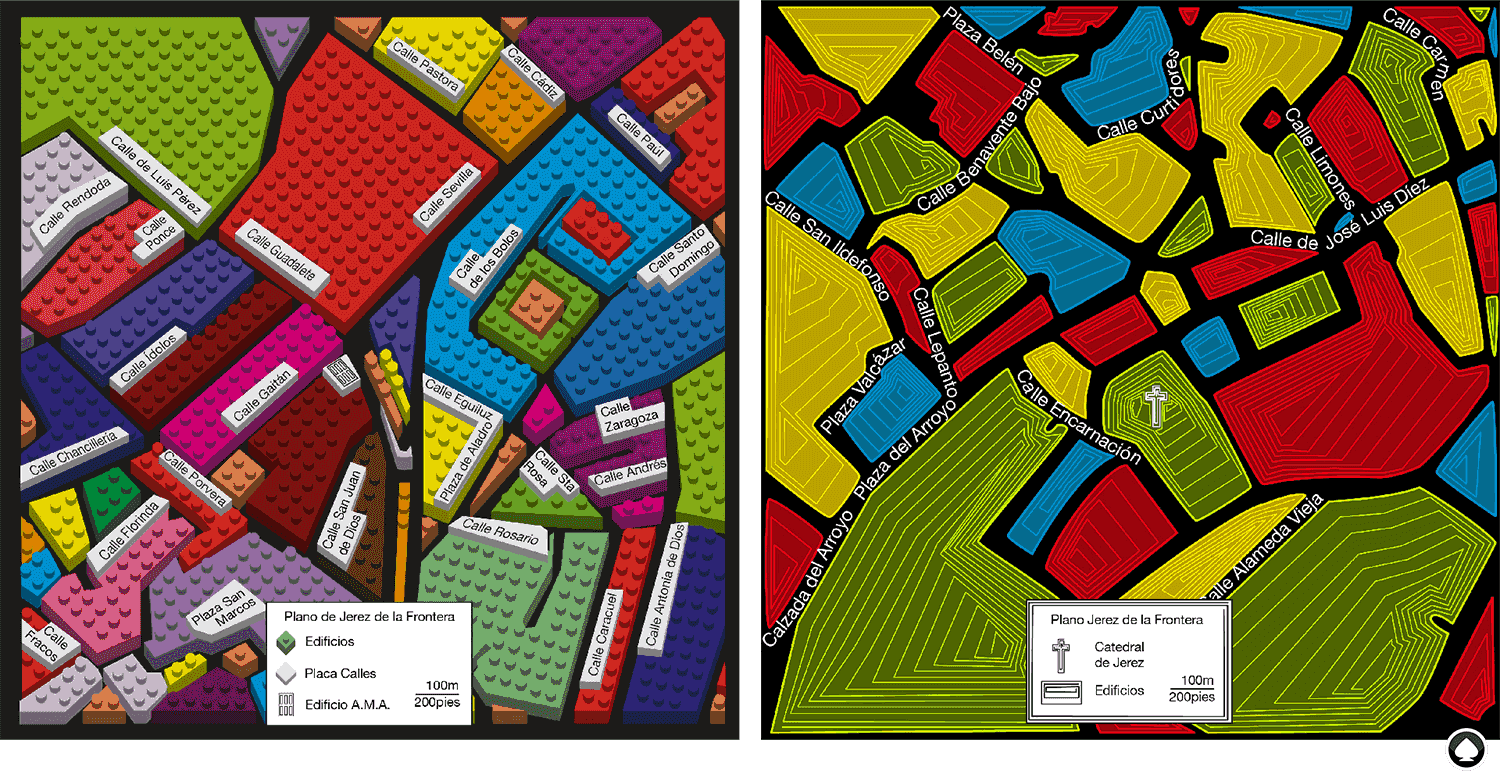 Calle Pastora
Calle Cádiz
Calle Paúl
Calle de Luis Pérez
Calle Rendoda
Calle
Ponce
Calle Sevilla
Calle Guadalete
Calle
de los Bolos
Calle Santo
Domingo
Calle Ídolos
Calle Gaitán
Calle Eguiluz
Plaza de Aladro
Calle
Zaragoza
Calle Andrés
Calle Sta
Rosa
Calle Chancillería
Calle Porvera
Calle Florinda
Calle San Juan
de Dios
Calle Rosario
Calle Antonia de Dios
Calle Caracuel
Plaza San
Marcos
Calle
Fracos
Plano de Jerez de la Frontera
Edificios
Placa Calles
Edificio A.M.A.
100m
200pies
Plaza Belén
Calle Benavente Bajo
Calle Curtidores
Calle Carmen
Calle Limones
Calle de José Luis Díez
Calle San Ildefonso
Calle Lepanto
Plaza Valcázar
Plaza del Arroyo
Calle Encarnación
Calzada del Arroyo
alle Alameda Vieja
Plano Jerez de la Frontera
Catedral
de Jerez
Edificios
100m
200pies